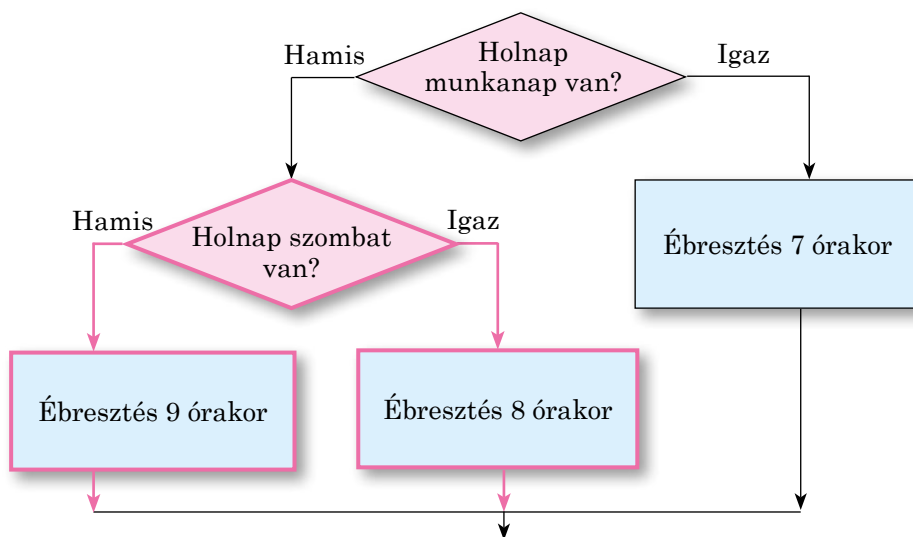 Hamis
Holnap
munkanap van?
Igaz
Hamis
Holnap szombat
van?
Igaz
Ébresztés 7 órakor
Ébresztés 9 órakor
Ébresztés 8 órakor